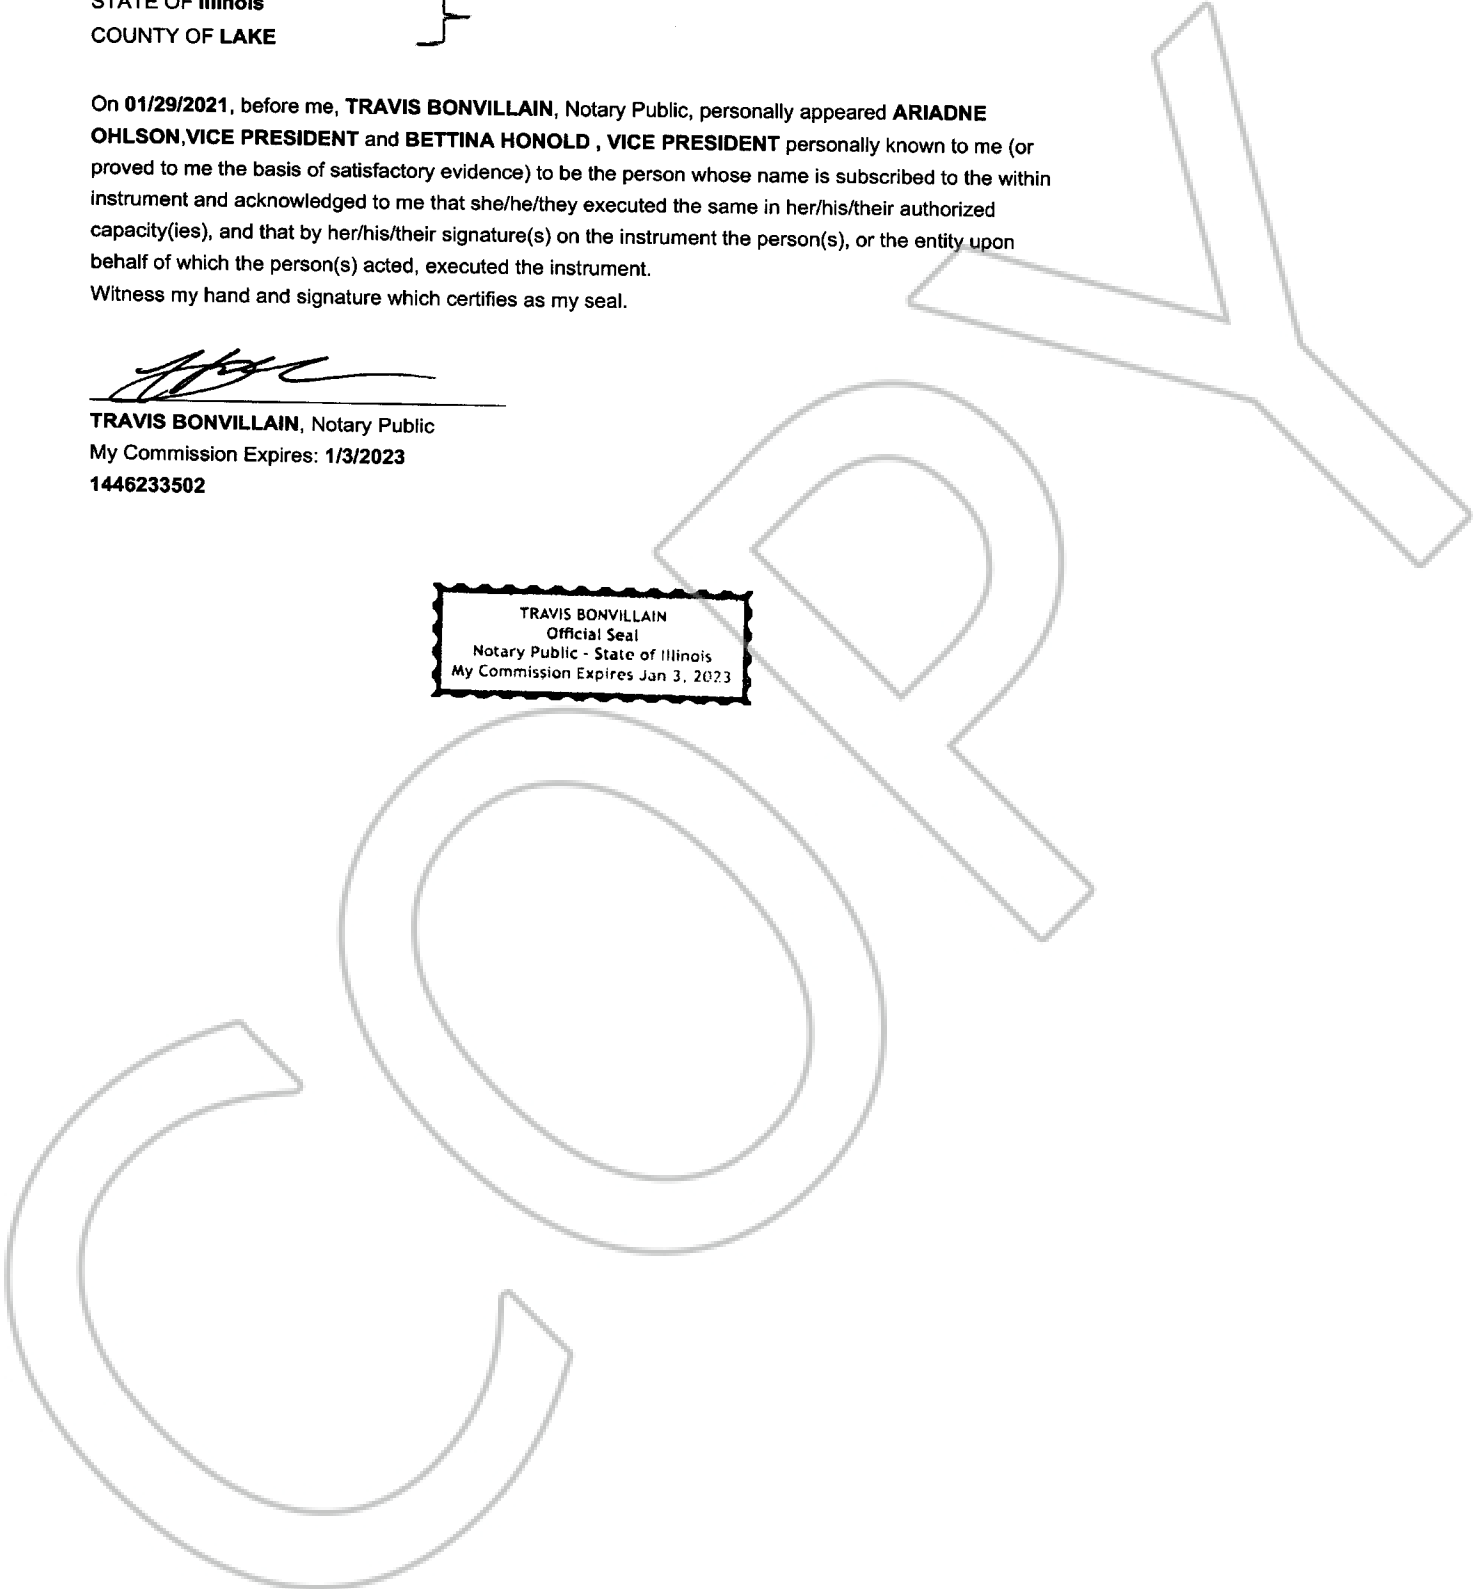 STATE OF Illinois
COUNTY OF LAKE
On 01/29/2021, before me, TRAVIS BONVILLAIN, Notary Public, personally appeared ARIADNE
OHLSON,VICE PRESIDENT and BETTINA HONOLD , VICE PRESIDENT personally known to me (or
proved to me the basis of satisfactory evidence) to be the person whose name is subscribed to the within
instrument and acknowledged to me that she/he/they executed the same in her/his/their authorized
capacity(ies), and that by her/his/their signature(s) on the instrument the person(s), or the entity upon
behalf of which the person(s) acted, executed the instrument.
Witness my hand and signature which certifies as my seal.
TRAVIS BONVILLAIN, Notary Public
My Commission Expires: 1/3/2023
1446233502
TRAVIS BONVILLAIN
Official Seal
Notary Public - State of Illinois
My Commission Expires Jan 3, 2023
COPY